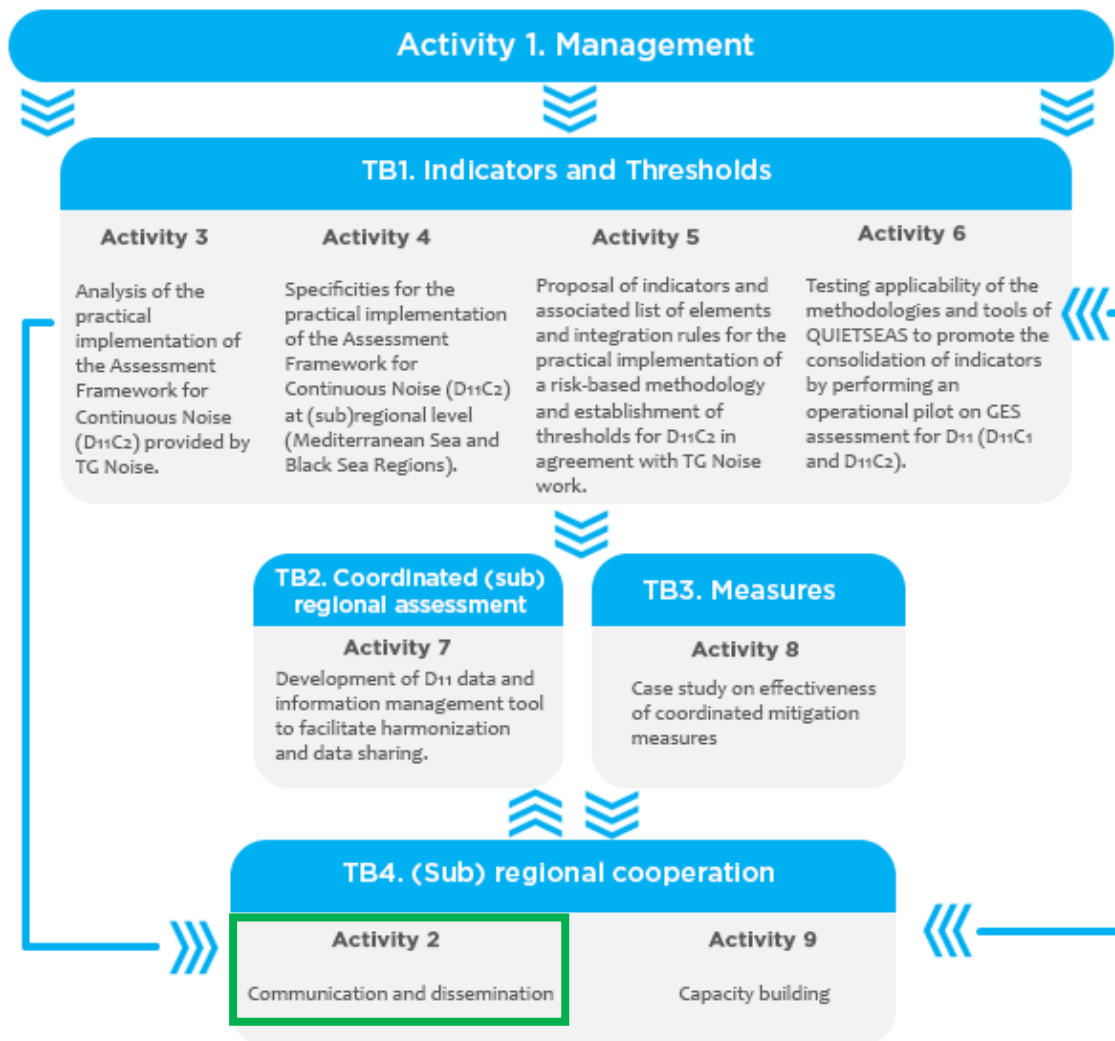 Activity 1. Management
TB1. Indicators and Thresholds
Activity 3
Analysis of the
practical
implementation of
the Assessment
Framework for
Continuous Noise
(D11C2) provided by
TG Noise.
Activity 4
Specificities for the
practical implementation
of the Assessment
Framework for
Continuous Noise (D11C2)
at (sub)regional level
(Mediterranean Sea and
Black Sea Regions).
Activity 5
Proposal of indicators and
associated list of elements
and integration rules for the
practical implementation of
a risk-based methodology
and establishment of
thresholds for D11C2 in
agreement with TG Noise
work.
Activity 6
Testing applicability of the
methodologies and tools of
QUIETSEAS to promote the
consolidation of indicators
by performing an
operational pilot on GES
assessment for D11 (D11C1
and D11C2).
TB2. Coordinated (sub)
regional assessment
Activity 7
Development of D11 data and
information management tool
to facilitate harmonization
and data sharing.
TB3. Measures
Activity 8
Case study on effectiveness
of coordinated mitigation
measures
TB4. (Sub) regional cooperation
Activity 2
Communication and dissemination
Activity 9
Capacity building